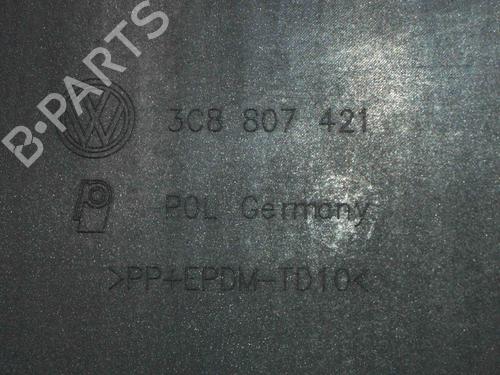 B-PARTS
3C8 807 421
POL Germany
>PP+EPDM-TD10<